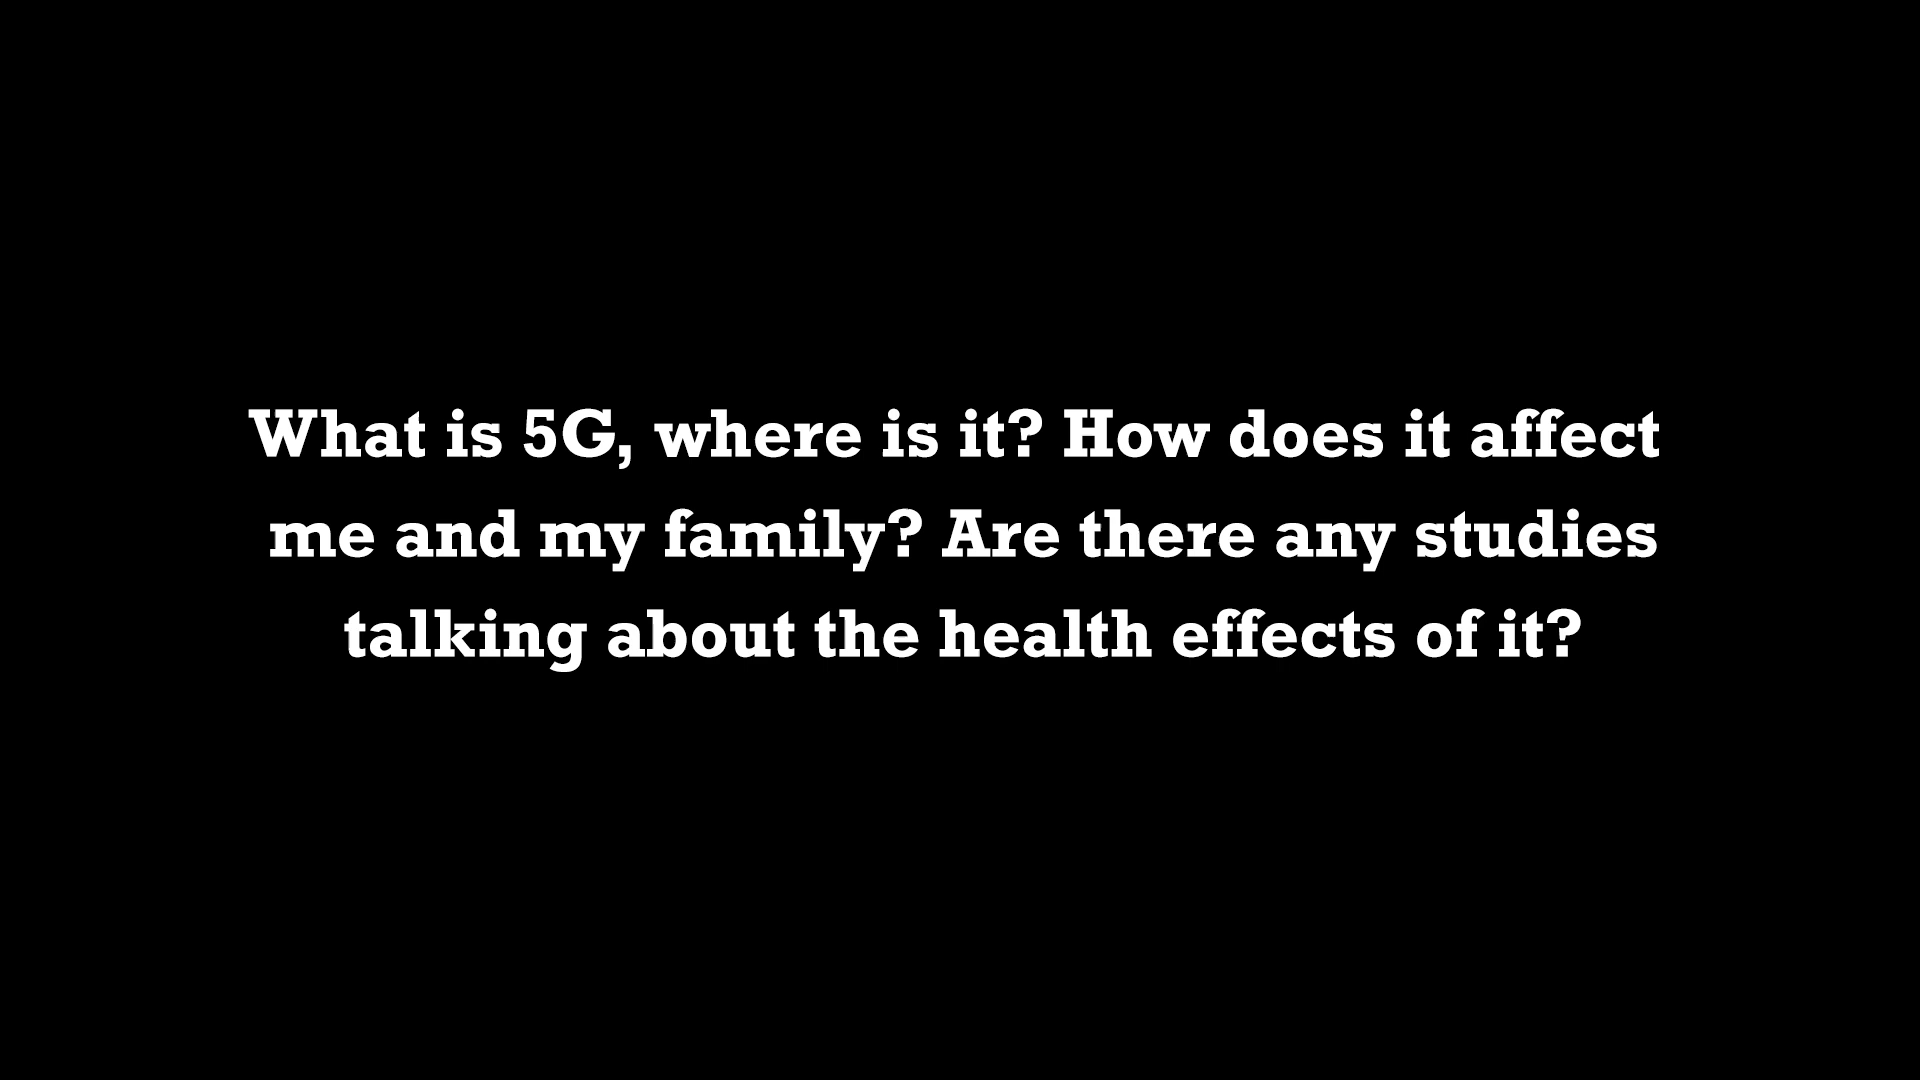 What is 5G, where is it? How does it affect
me and my family? Are there any studies
talking about the health effects of it?